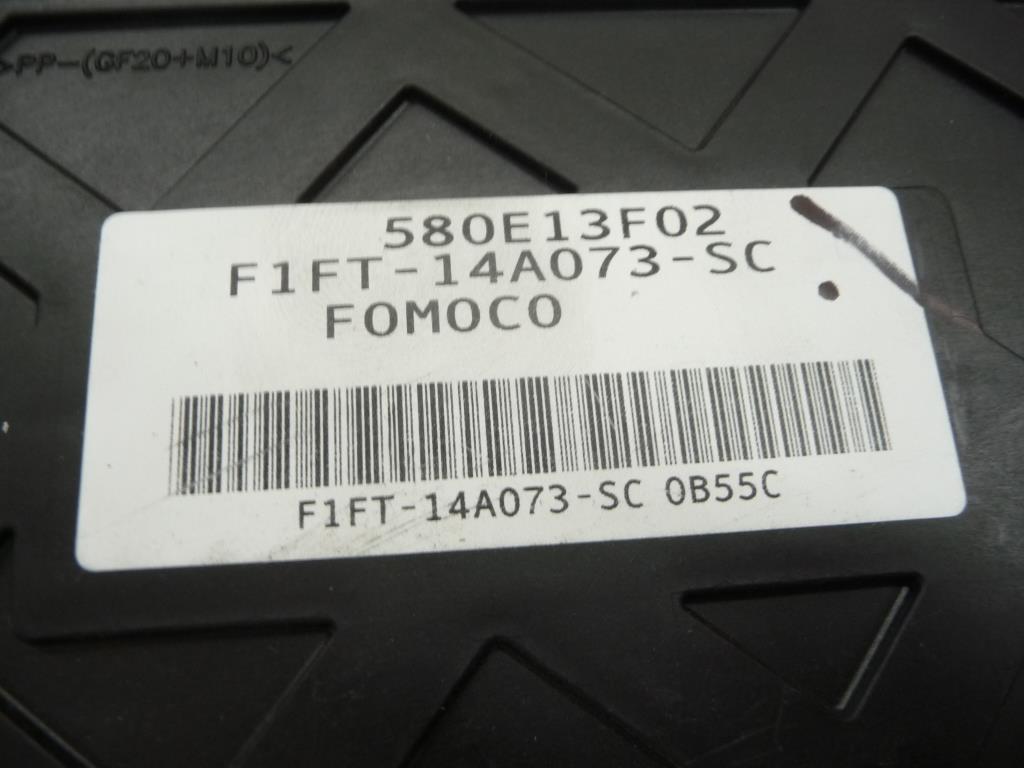 >PP-(GF20+M10)<
580E13F02
F1FT-14A073-SC
FOMOCO
F1FT-14A073-SC 0B55C